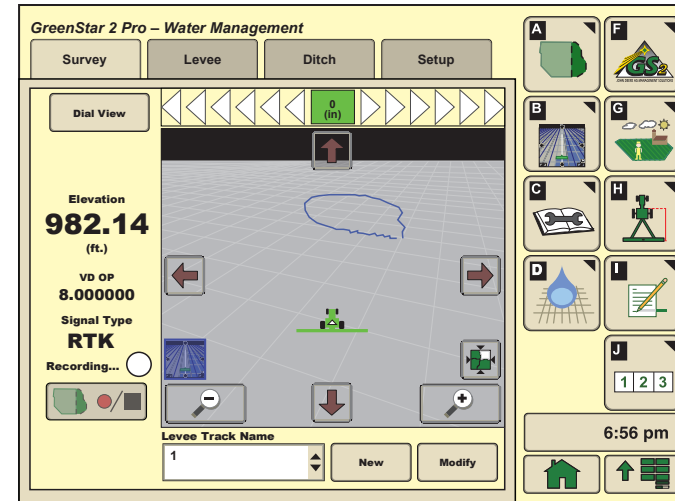 GreenStar 2 Pro – Water Management
Survey
Levee
Ditch
Setup
Dial View
0
(in)
Elevation
982.14
(ft.)
VD OP
8.000000
Signal Type
RTK
Recording...
Levee Track Name
1
New
Modify
A
F
GS2
B
G
C
H
D
I
J
1 2 3
6:56 pm